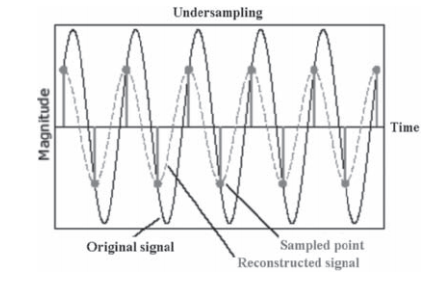 Undersampling
Magnitude
Time
Original signal
Sampled point
Reconstructed signal